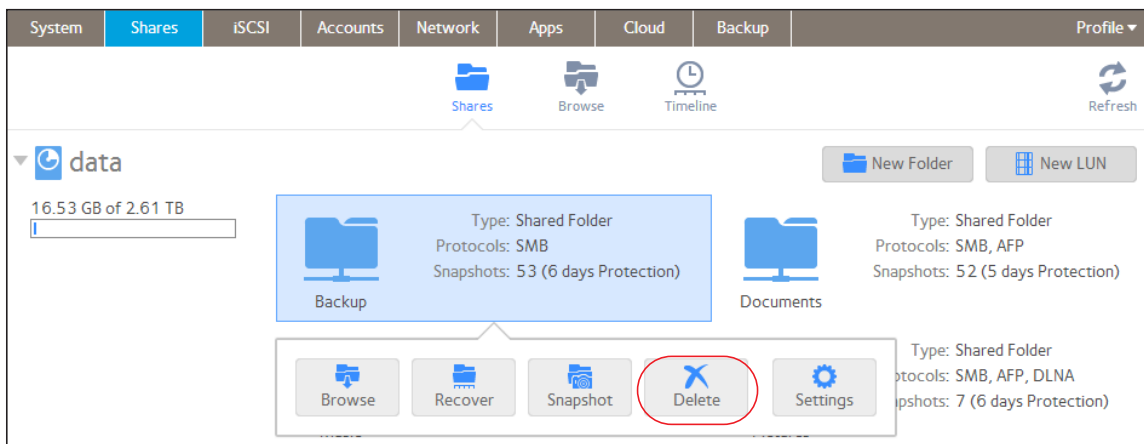 System Shares iSCSI Accounts Network Apps Cloud Backup Profile
Shares Browse Timeline Refresh
data
New Folder New LUN
16.53 GB of 2.61 TB
Backup
Type: Shared Folder
Protocols: SMB
Snapshots: 53 (6 days Protection)
Documents
Type: Shared Folder
Protocols: SMB, AFP
Snapshots: 52 (5 days Protection)
Browse Recover Snapshot Delete Settings
Type: Shared Folder
otocols: SMB, AFP, DLNA
pshots: 7 (6 days Protection)